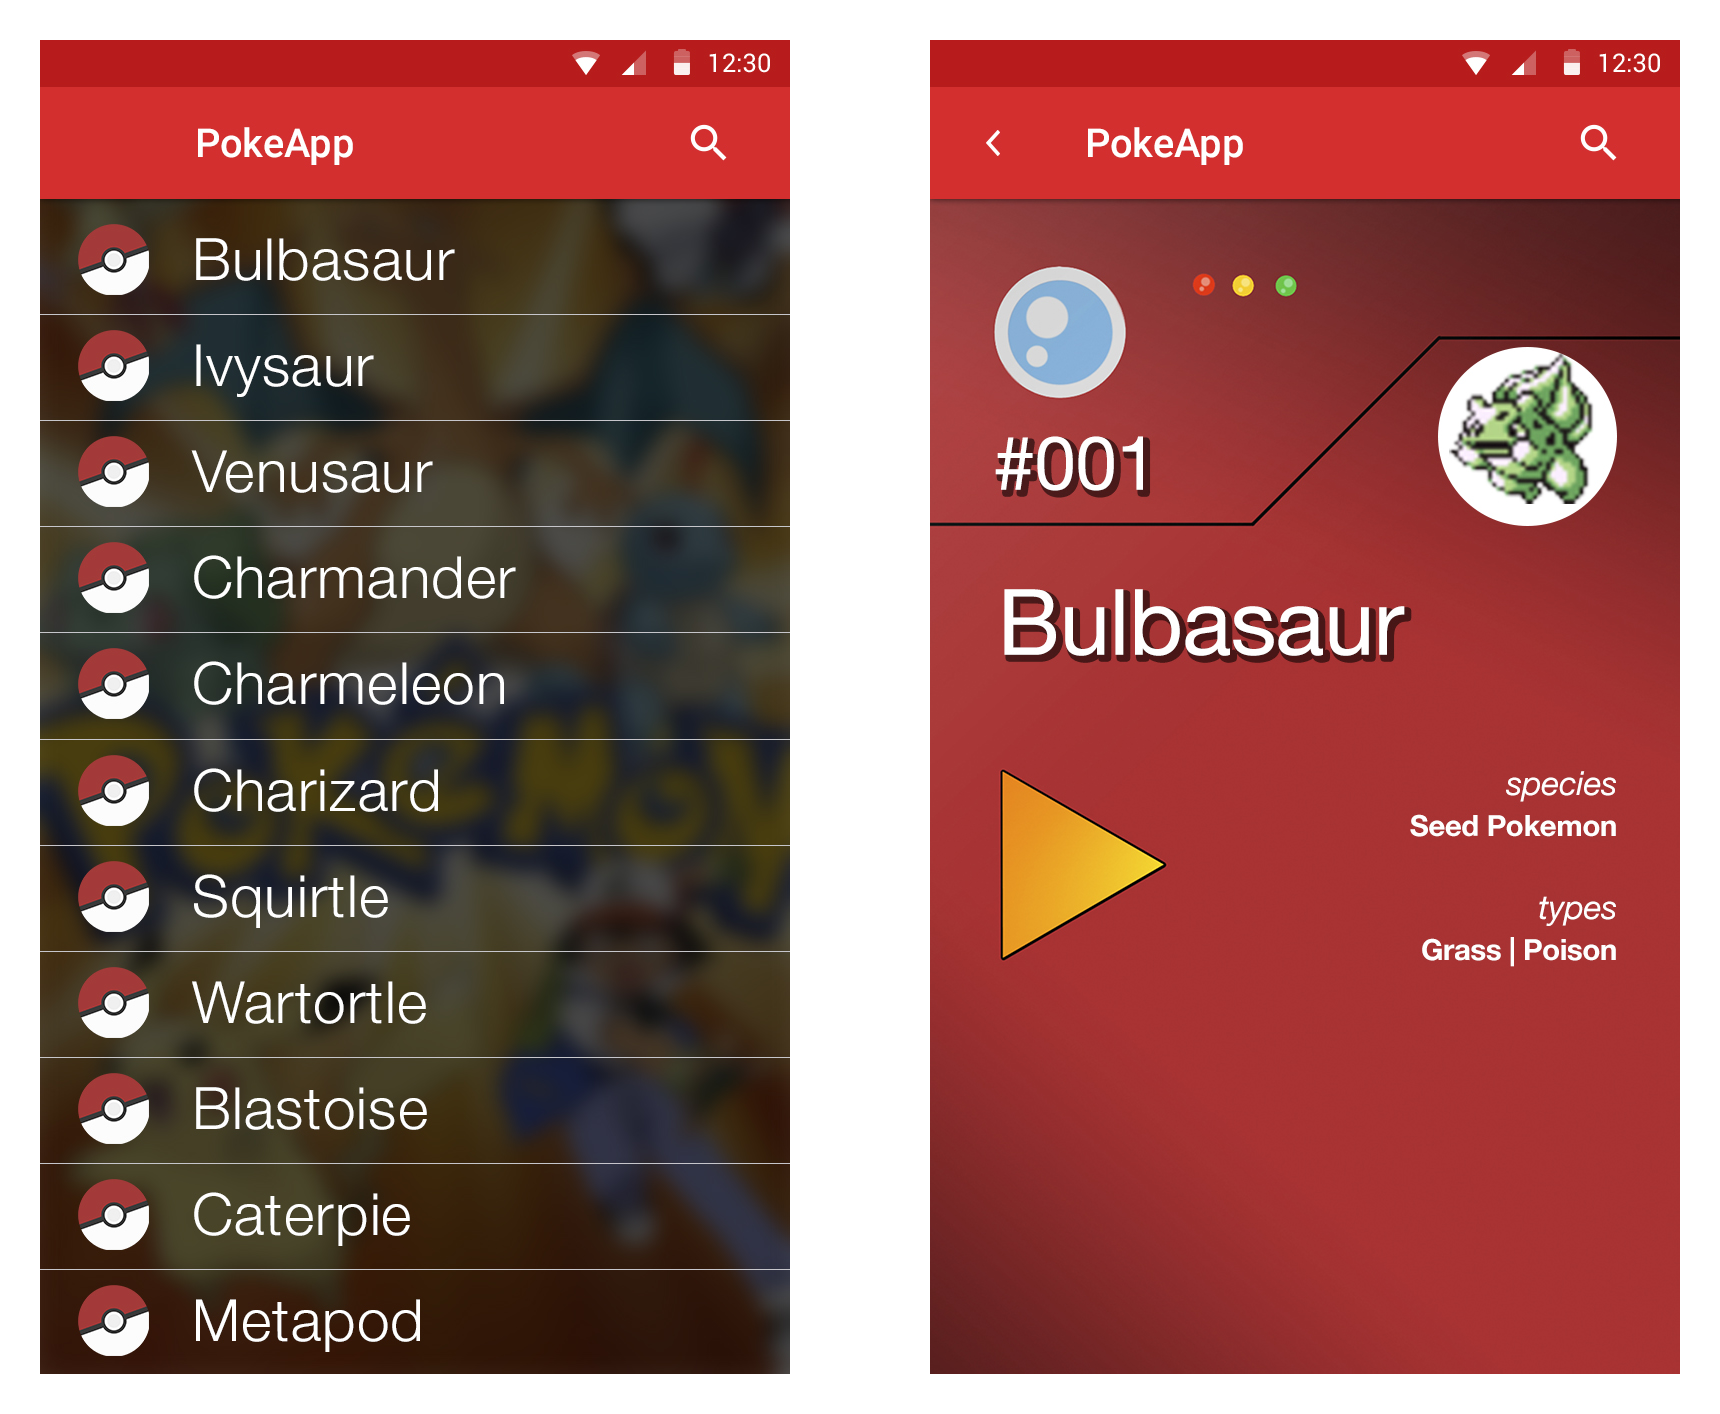 12:30
PokeApp
Bulbasaur
Ivysaur
Venusaur
Charmander
Charmeleon
Charizard
Squirtle
Wartortle
Blastoise
Caterpie
Metapod
POKéMON
12:30
PokeApp
#001
Bulbasaur
species
Seed Pokemon
types
Grass | Poison